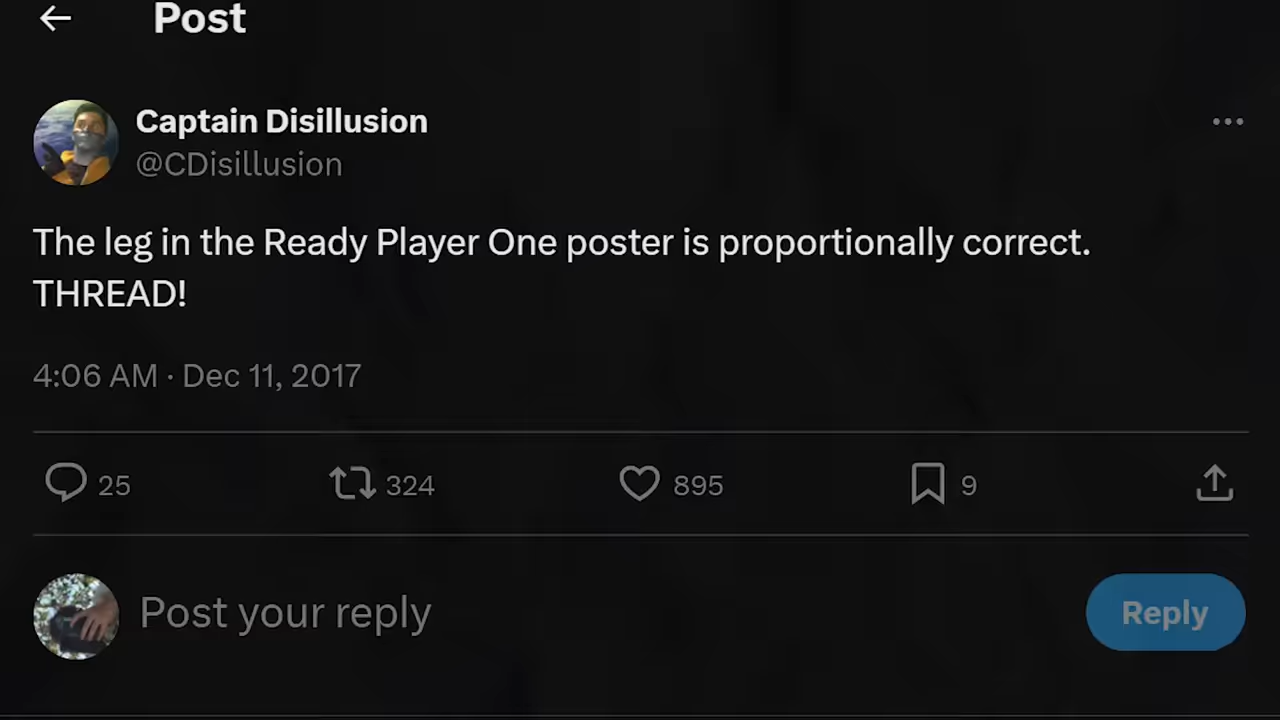 Post
Captain Disillusion
@CDisillusion
The leg in the Ready Player One poster is proportionally correct.
THREAD!
4:06 AM · Dec 11, 2017
25 324 895 9
Post your reply
Reply